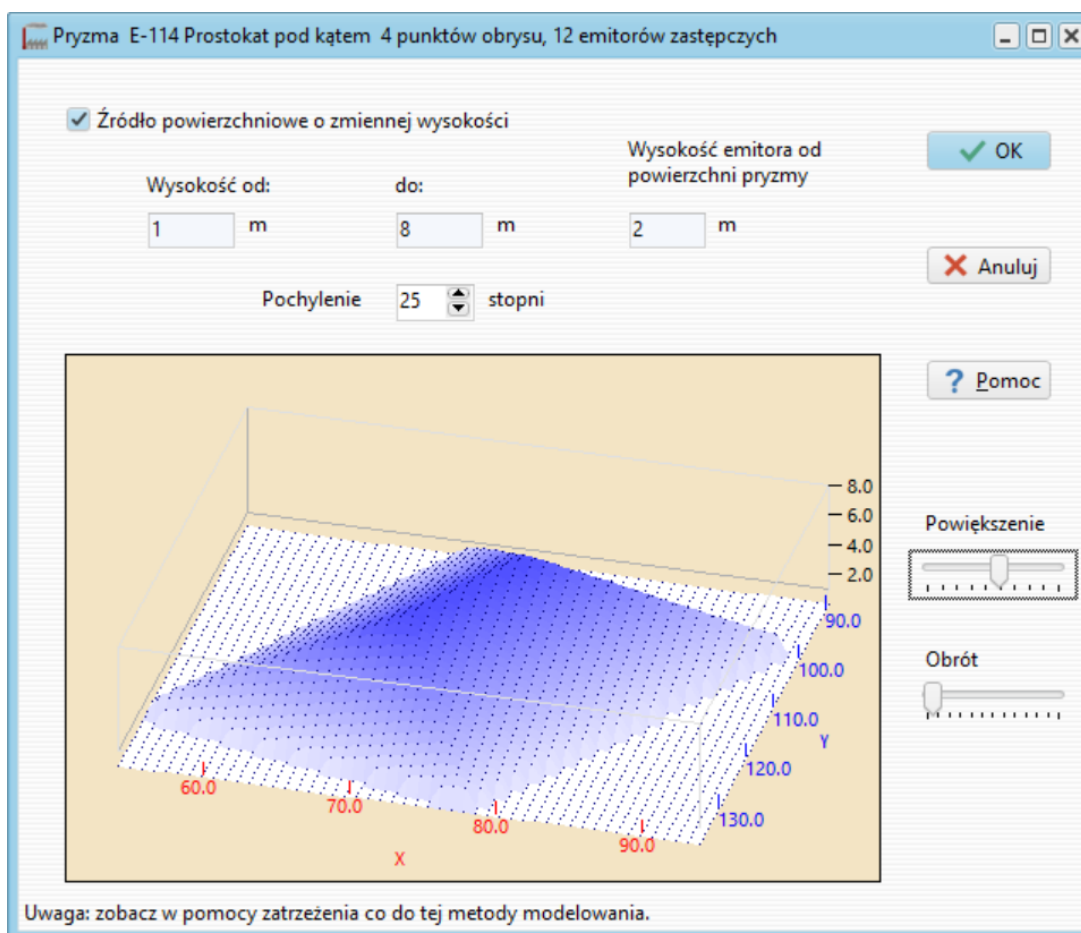 Pryzma E-114 Prostokat pod kątem 4 punktów obrysu, 12 emitorów zastępczych
Źródło powierzchniowe o zmiennej wysokości
Wysokość emitora od
powierzchni pryzmy
OK
Wysokość od:
do:
1 m
8 m
2 m
Anuluj
Pochylenie 25 stopni
? Pomoc
8.0
6.0
4.0
2.0
Powiększenie
90.0
100.0
110.0
Y
120.0
130.0
Obrót
60.0
70.0
80.0
90.0
X
Uwaga: zobacz w pomocy zatrzeżenia co do tej metody modelowania.